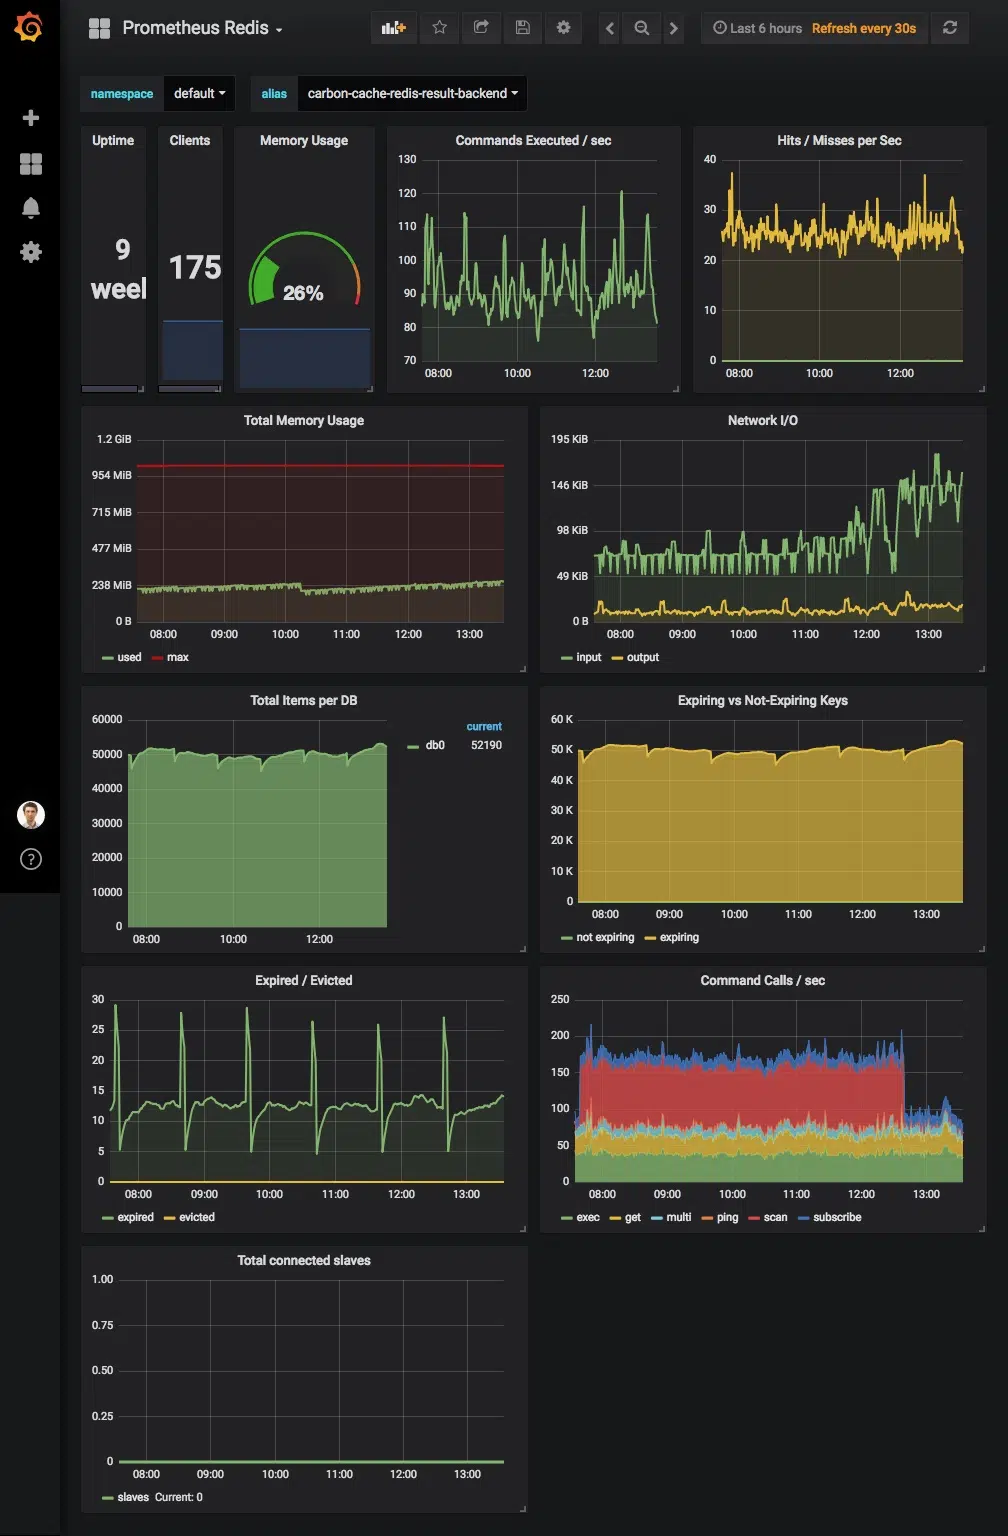 Prometheus Redis
Last 6 hours Refresh every 30s
namespace default alias carbon-cache-redis-result-backend
Uptime
9
weel
Clients
175
Memory Usage
26%
Commands Executed / sec
130
120
110
100
90
80
70
08:00 10:00 12:00
Hits / Misses per Sec
40
30
20
10
0
08:00 10:00 12:00
Total Memory Usage
1.2 GiB
954 MiB
715 MiB
477 MiB
238 MiB
0 B
08:00 09:00 10:00 11:00 12:00 13:00
used max
Network I/O
195 KiB
146 KiB
98 KiB
49 KiB
0 B
08:00 09:00 10:00 11:00 12:00 13:00
input output
Total Items per DB
60000
50000
40000
30000
20000
10000
0
08:00 10:00 12:00
current
db0 52190
Expiring vs Not-Expiring Keys
60 K
50 K
40 K
30 K
20 K
10 K
0
08:00 09:00 10:00 11:00 12:00 13:00
not expiring expiring
Expired / Evicted
30
25
20
15
10
5
0
08:00 09:00 10:00 11:00 12:00 13:00
expired evicted
Command Calls / sec
250
200
150
100
50
0
08:00 09:00 10:00 11:00 12:00 13:00
exec get multi ping scan subscribe
Total connected slaves
1.00
0.75
0.50
0.25
0
08:00 09:00 10:00 11:00 12:00 13:00
slaves Current: 0